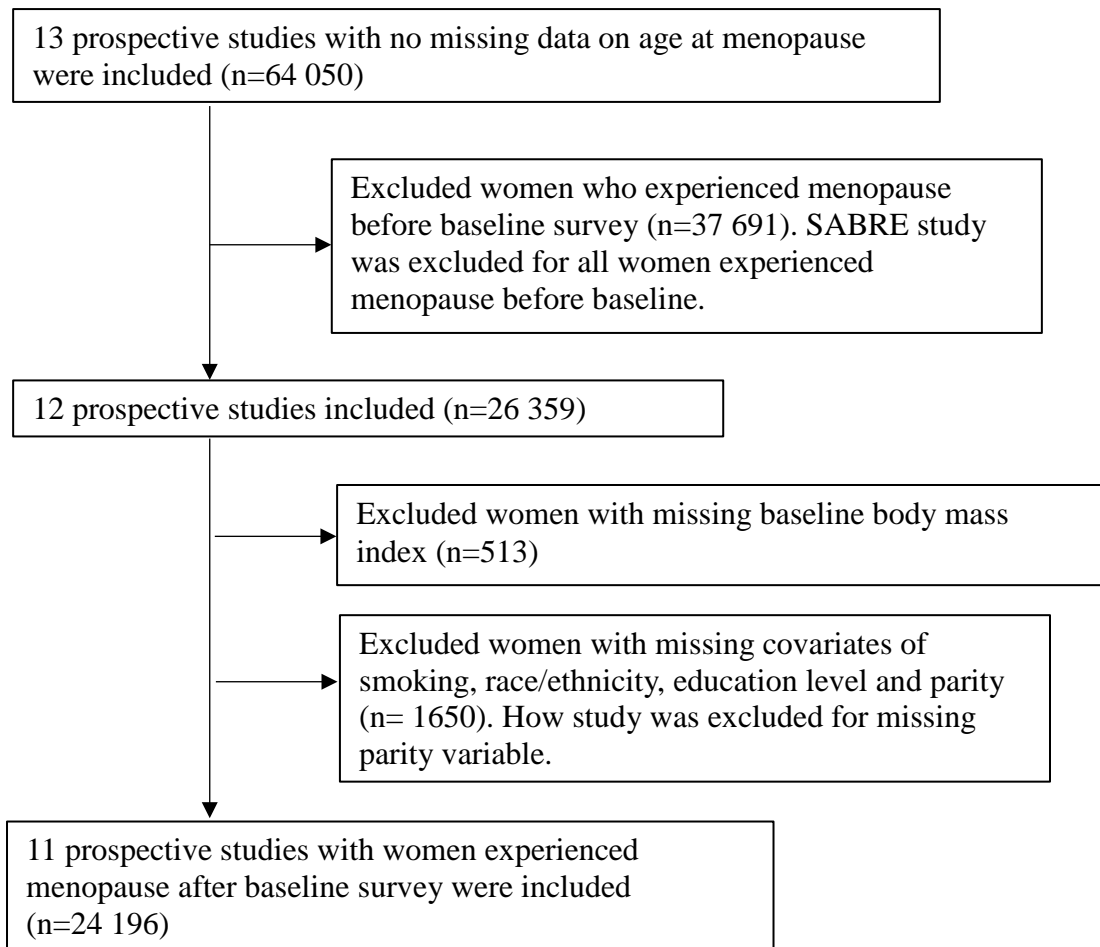 13 prospective studies with no missing data on age at menopause
were included (n=64 050)
Excluded women who experienced menopause
before baseline survey (n=37 691). SABRE study
was excluded for all women experienced
menopause before baseline.
12 prospective studies included (n=26 359)
Excluded women with missing baseline body mass
index (n=513)
Excluded women with missing covariates of
smoking, race/ethnicity, education level and parity
(n= 1650). How study was excluded for missing
parity variable.
11 prospective studies with women experienced
menopause after baseline survey were included
(n=24 196)